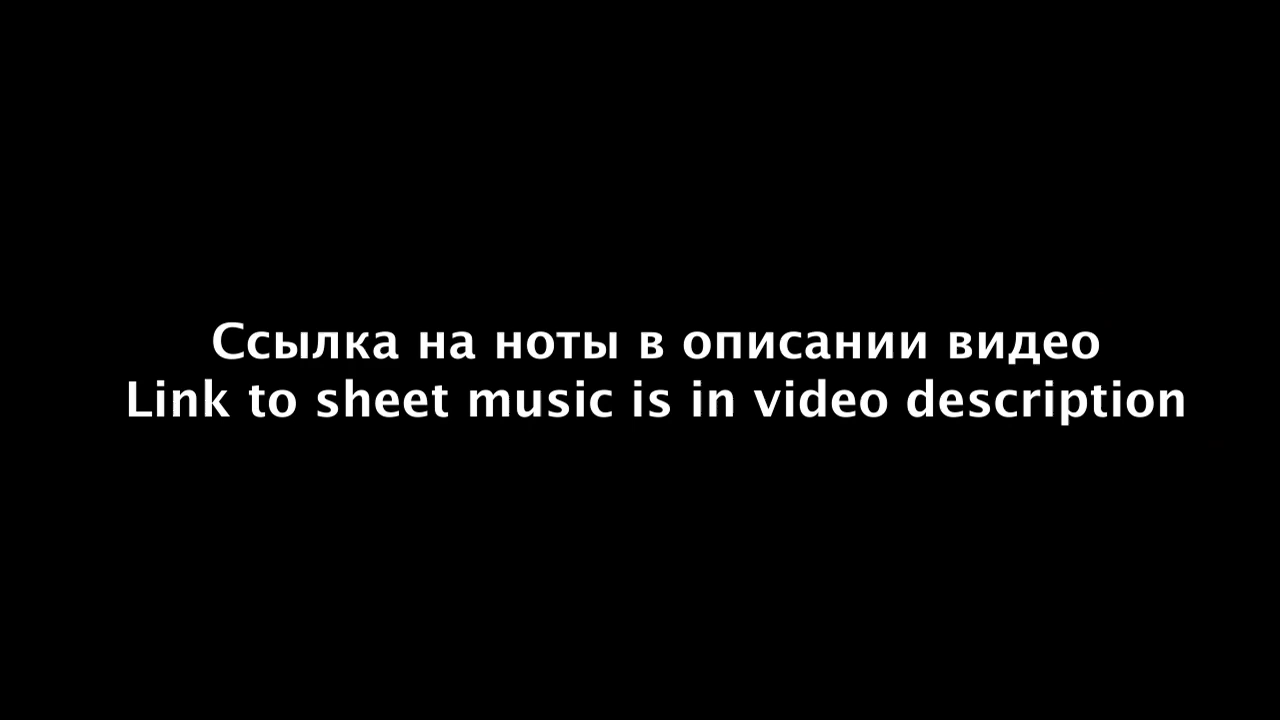 Ссылка на ноты в описании видео
Link to sheet music is in video description